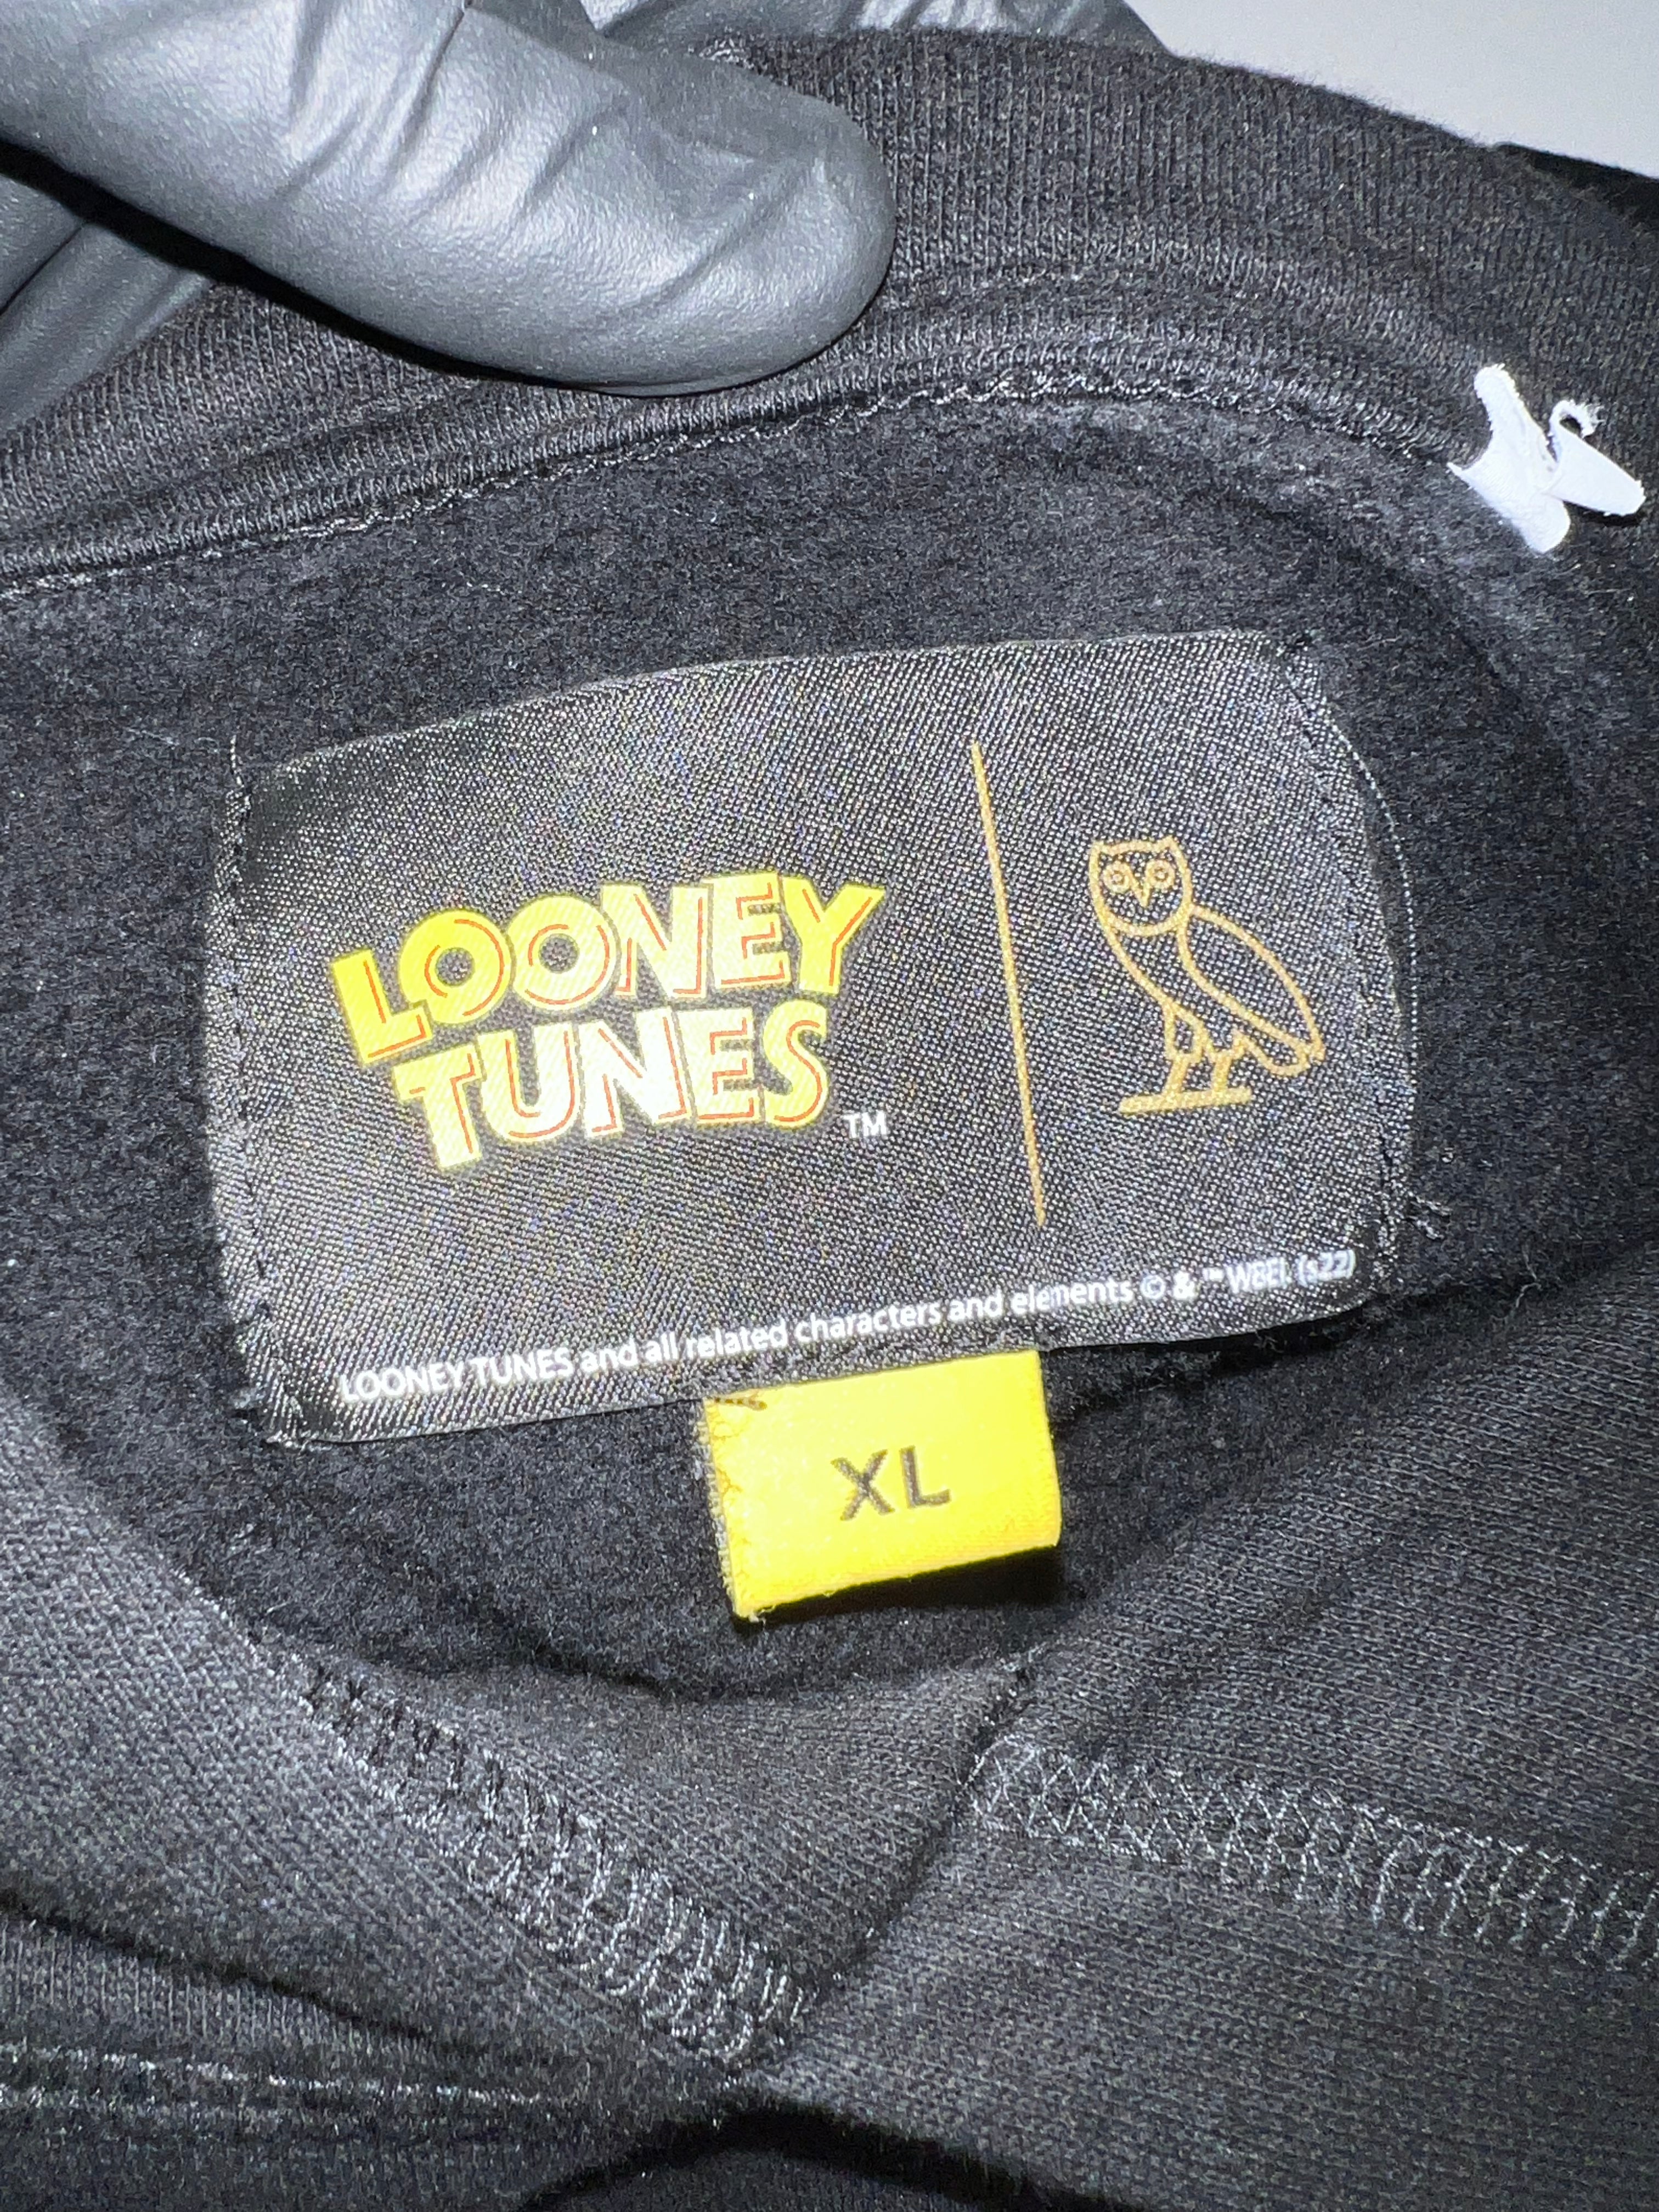 LOONEY
TUNES
TM
LOONEY TUNES and all related characters and elements © & ™ WBEI. (s22)
XL